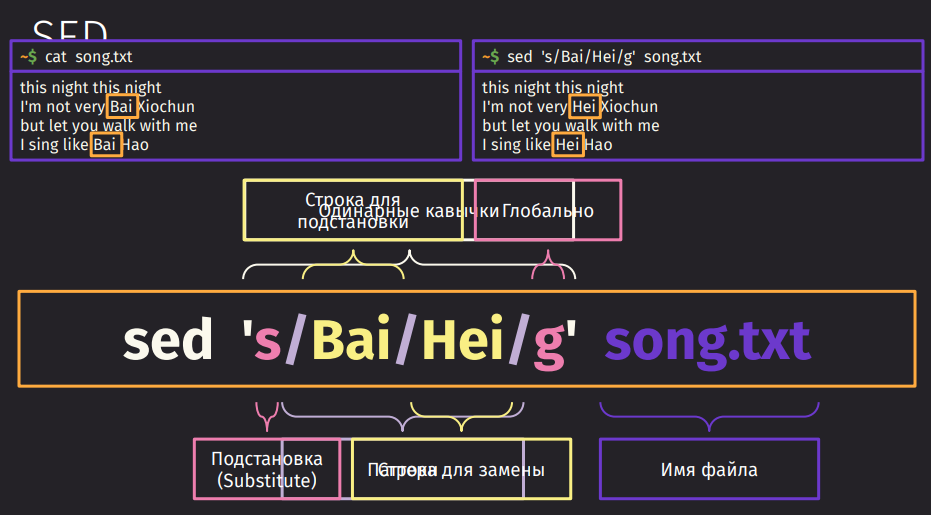 SED
~$ cat song.txt
this night this night
I'm not very Bai Xiochun
but let you walk with me
I sing like Bai Hao
~$ sed 's/Bai/Hei/g' song.txt
this night this night
I'm not very Hei Xiochun
but let you walk with me
I sing like Hei Hao
Строка для
подстановки
Одинарные кавычки
Глобально
sed 's/Bai/Hei/g' song.txt
Подстановка
(Substitute)
Строка для замены
Имя файла